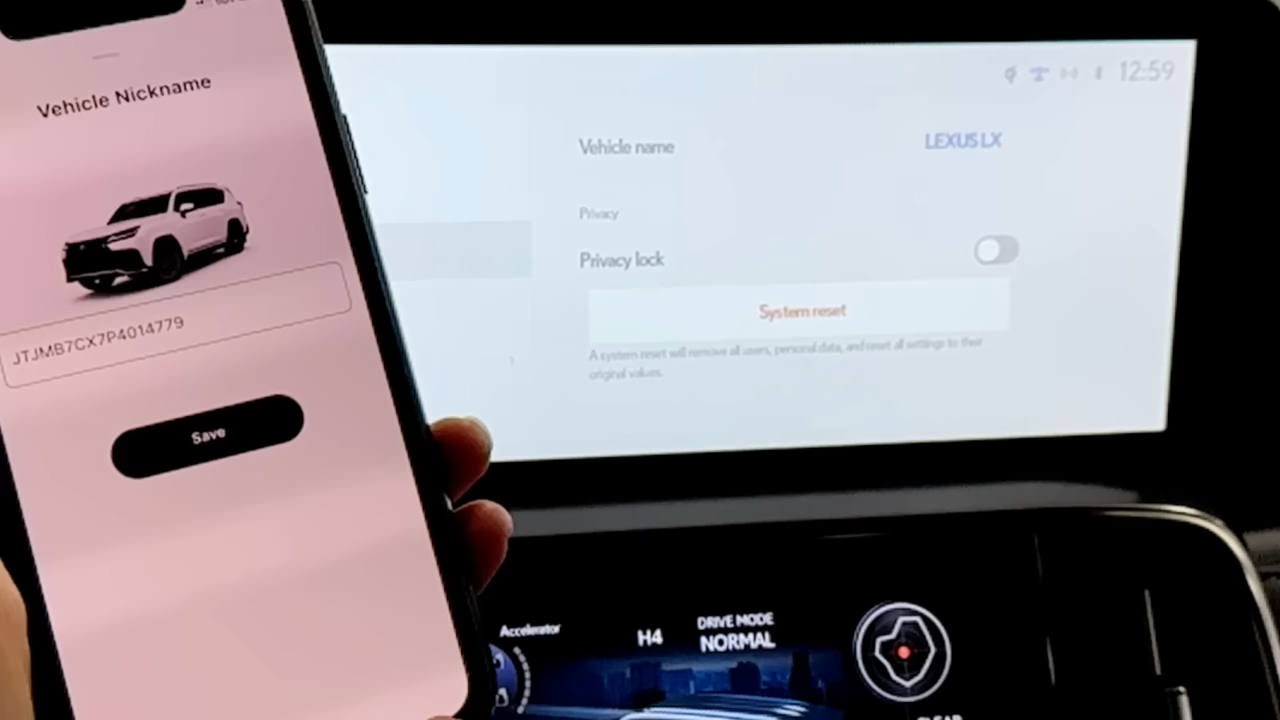 Vehicle Nickname
JTJMB7CX7P4014779
Save
12:59
Vehicle name
LEXUS LX
Privacy
Privacy lock
System reset
A system reset will remove all users, personal data, and reset all settings to their
original values.
Accelerator
H4
DRIVE MODE
NORMAL